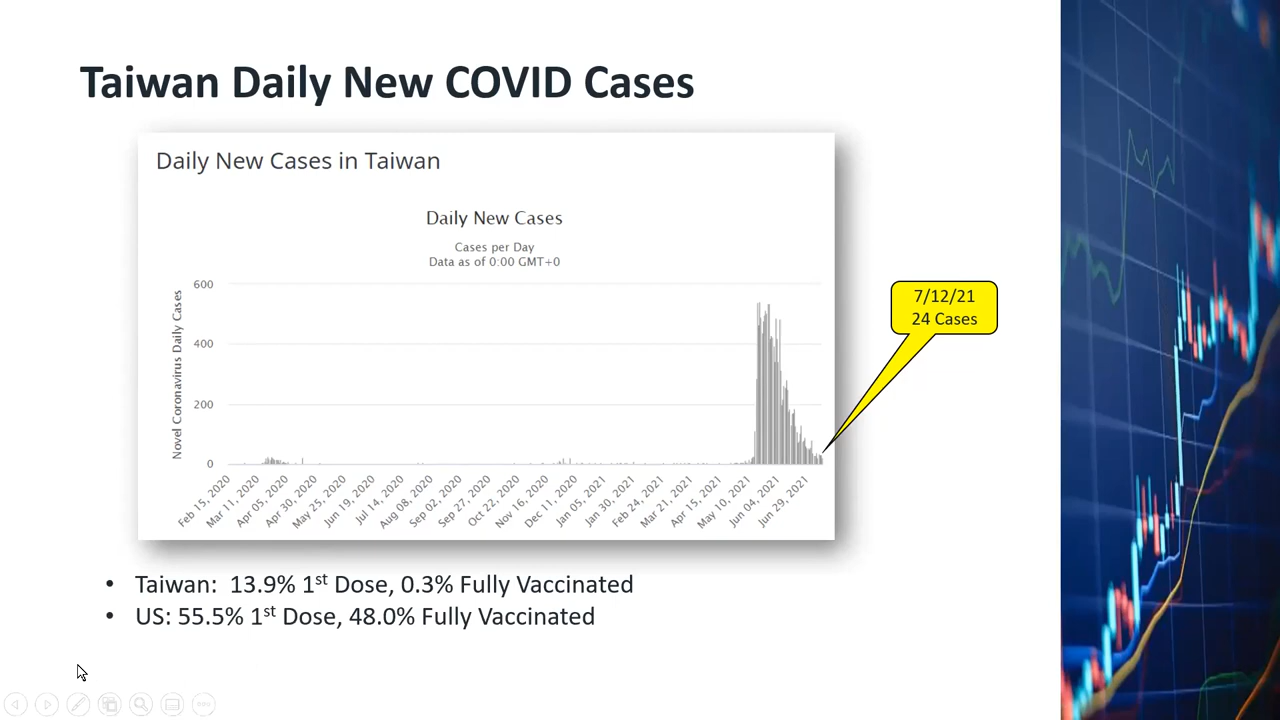 Taiwan Daily New COVID Cases
Daily New Cases in Taiwan
Daily New Cases
Cases per Day
Data as of 0:00 GMT+0
Novel Coronavirus Daily Cases
600
400
200
0
Feb 15, 2020
Mar 11, 2020
Apr 05, 2020
Apr 30, 2020
May 25, 2020
Jun 19, 2020
Jul 14, 2020
Aug 08, 2020
Sep 02, 2020
Sep 27, 2020
Oct 22, 2020
Nov 16, 2020
Dec 11, 2020
Jan 05, 2021
Jan 30, 2021
Feb 24, 2021
Mar 21, 2021
Apr 15, 2021
May 10, 2021
Jun 04, 2021
Jun 29, 2021
7/12/21
24 Cases
• Taiwan: 13.9% 1st Dose, 0.3% Fully Vaccinated
• US: 55.5% 1st Dose, 48.0% Fully Vaccinated